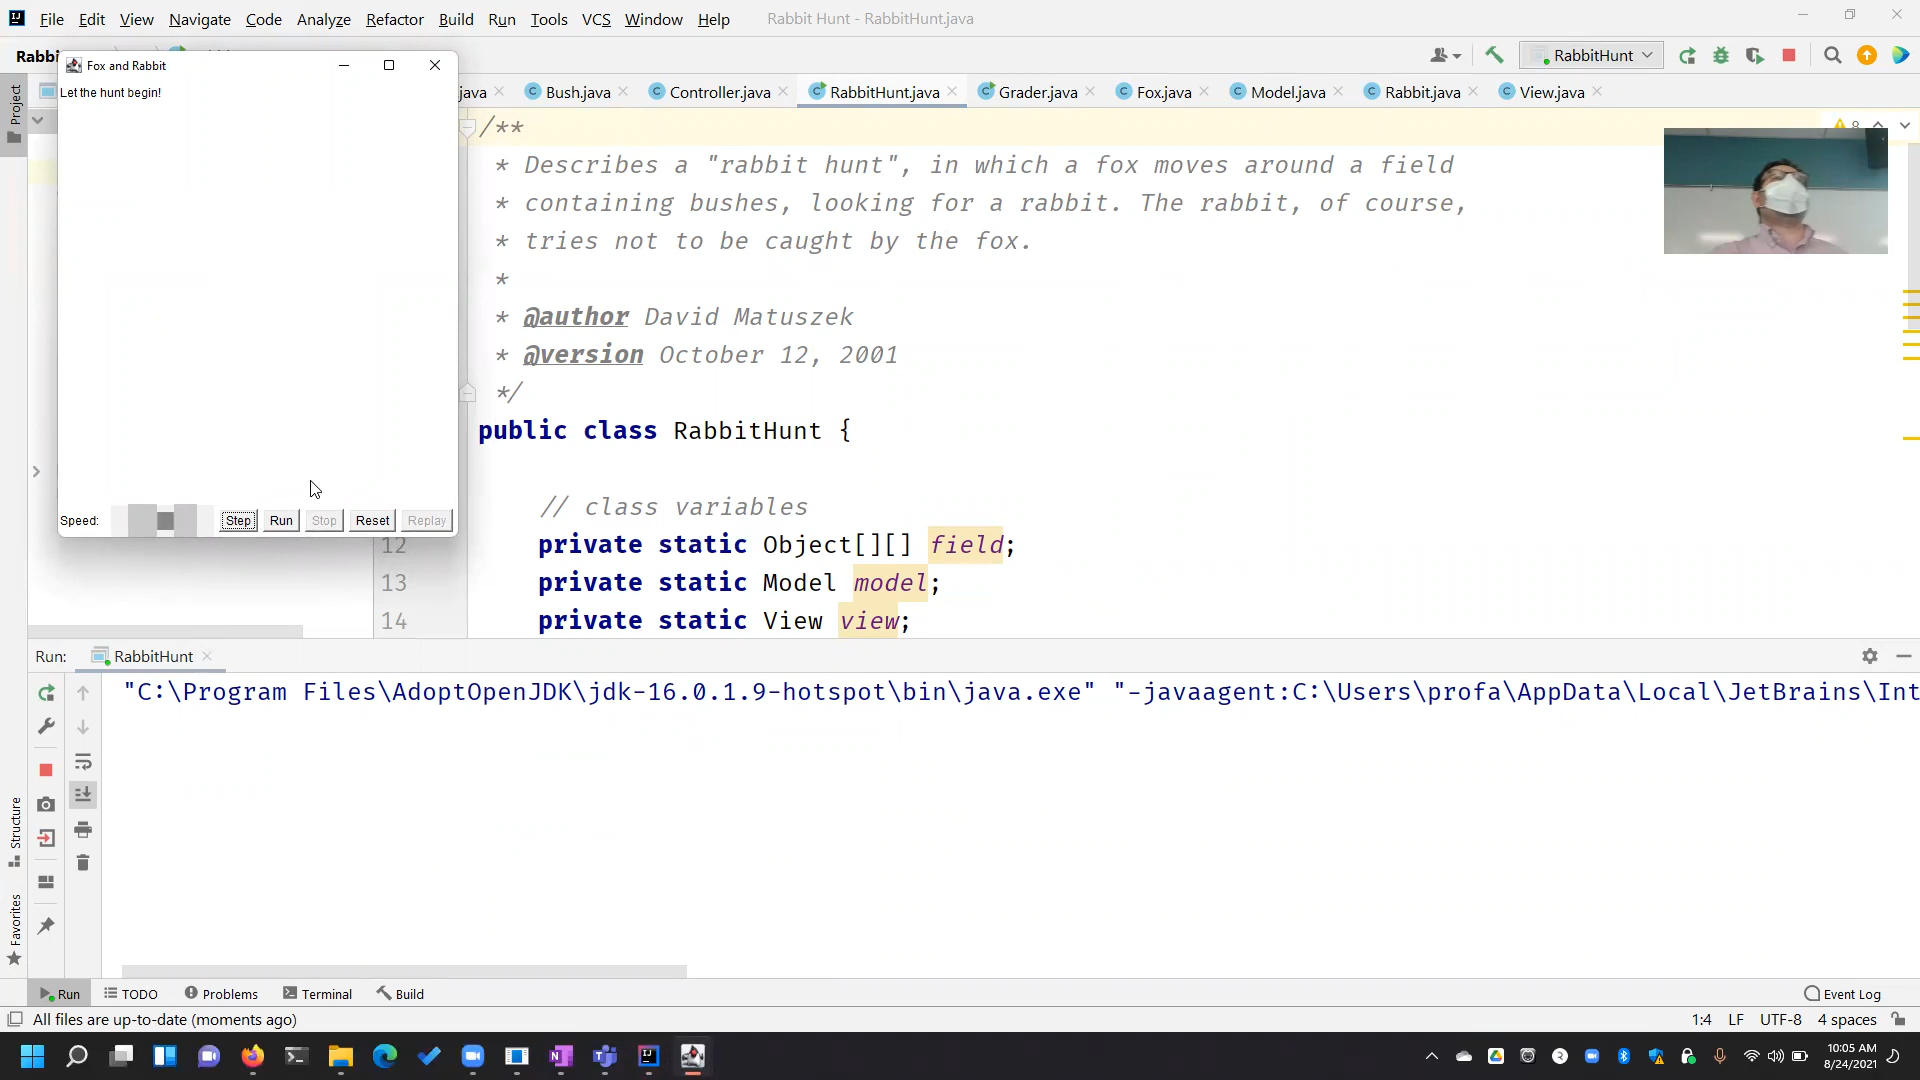 File Edit View Navigate Code Analyze Refactor Build Run Tools VCS Window Help Rabbit Hunt - RabbitHunt.java
Rabbi
RabbitHunt
Fox and Rabbit
Let the hunt begin!
Speed: Step Run Stop Reset Replay
Project
java Bush.java Controller.java RabbitHunt.java Grader.java Fox.java Model.java Rabbit.java View.java
8
/**
* Describes a "rabbit hunt", in which a fox moves around a field
* containing bushes, looking for a rabbit. The rabbit, of course,
* tries not to be caught by the fox.
*
* @author David Matuszek
* @version October 12, 2001
*/
public class RabbitHunt {
// class variables
12 private static Object[][] field;
13 private static Model model;
14 private static View view;
Run: RabbitHunt
"C:\Program Files\AdoptOpenJDK\jdk-16.0.1.9-hotspot\bin\java.exe" "-javaagent:C:\Users\profa\AppData\Local\JetBrains\Int
Structure
Favorites
Run TODO Problems Terminal Build Event Log
All files are up-to-date (moments ago) 1:4 LF UTF-8 4 spaces
10:05 AM
8/24/2021